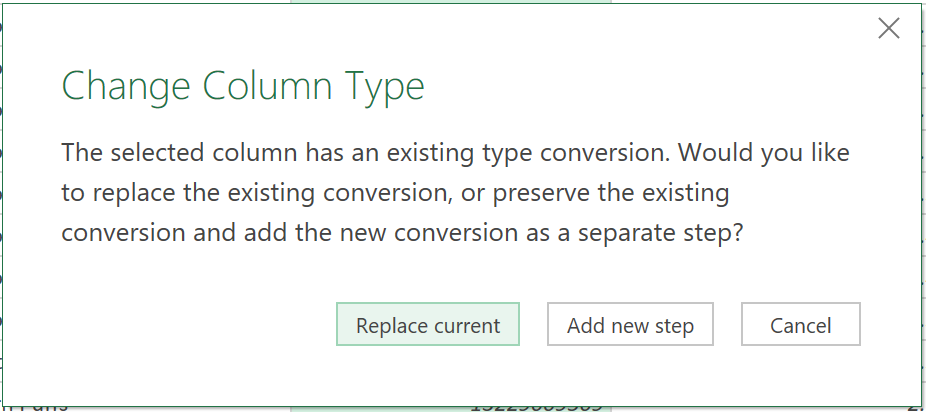 Change Column Type
The selected column has an existing type conversion. Would you like
to replace the existing conversion, or preserve the existing
conversion and add the new conversion as a separate step?
Replace current
Add new step
Cancel